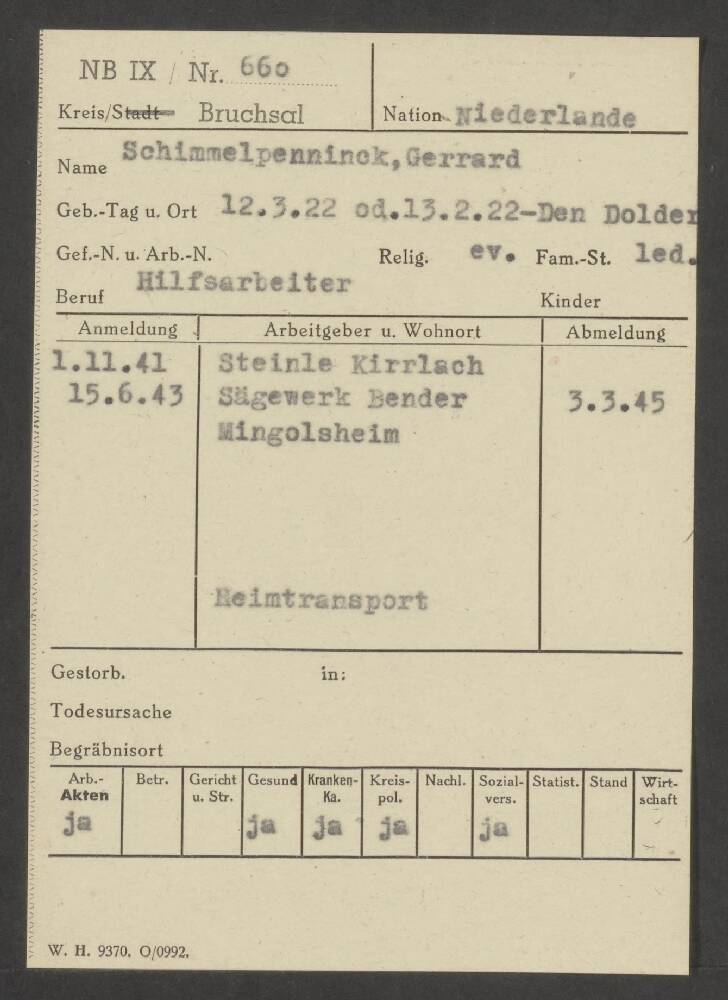 NB IX / Nr. 660
Kreis/Stadt Bruchsal
Nation Niederlande
Name Schimmelpenninck,Gerrard
Geb.-Tag u. Ort 12.3.22 od.13.2.22-Den Dolder
Gef.-N. u. Arb.-N. Relig. ev. Fam.-St. led.
Beruf Hilfsarbeiter Kinder
Anmeldung Arbeitgeber u. Wohnort Abmeldung
1.11.41 Steinle Kirrlach
15.6.43 Sägewerk Bender 3.3.45
Mingolsheim
Heimtransport
Gestorb. in:
Todesursache
Begräbnisort
Arb.- Betr. Gericht Gesund Kranken- Kreis- Nachl. Sozial- Statist. Stand Wirt-
Akten u. Str. Ka. pol. vers. schaft
ja ja ja ja ja
W. H. 9370. O/0992.